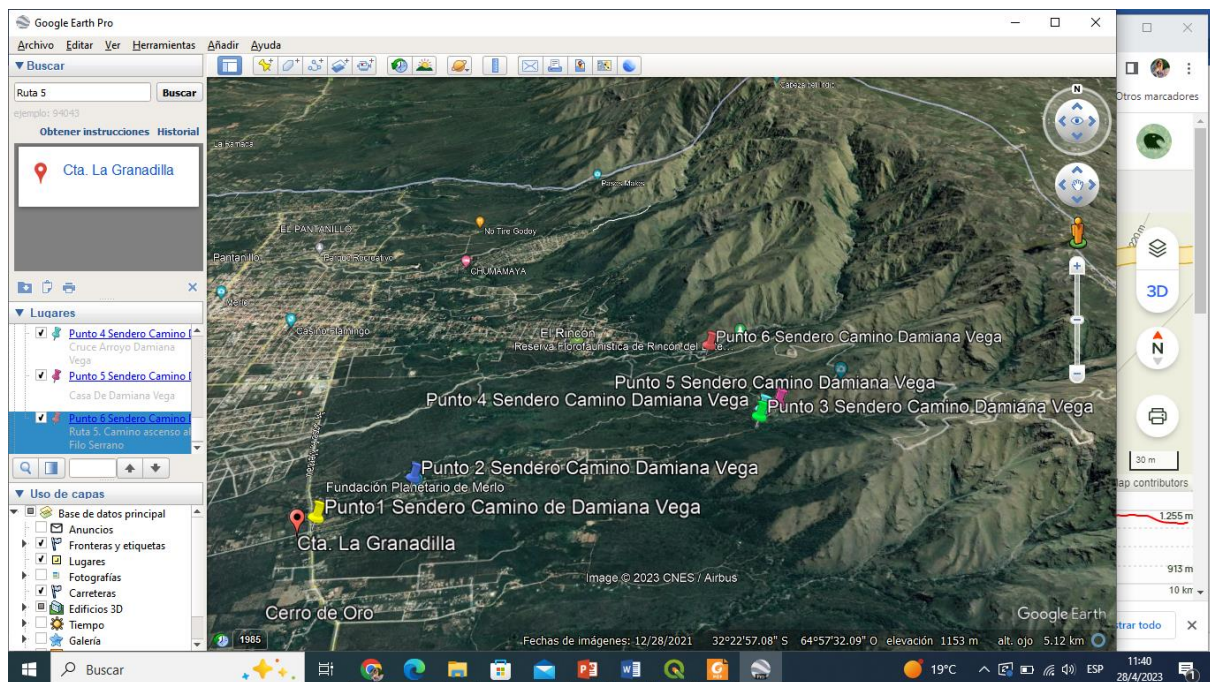 Google Earth Pro
Archivo Editar Ver Herramientas Añadir Ayuda
Buscar
Ruta 5
Buscar
ejemplo: 94043
Obtener instrucciones Historial
Cta. La Granadilla
Lugares
Punto 4 Sendero Camino
Cruce Arroyo Damiana
Vega
Punto 5 Sendero Camino
Casa De Damiana Vega
Punto 6 Sendero Camino
Ruta 5. Camino ascenso al
Filo Serrano
Uso de capas
Base de datos principal
Anuncios
Fronteras y etiquetas
Lugares
Fotografías
Carreteras
Edificios 3D
Tiempo
Galería
N
Pasos Malos
EL PANTANILLO
No Tire Godoy
Pantanillo
Parque Recreativo
CHUMAMAYA
Merlo
Casino Flamingo
El Rincón
Reserva Florofaunística de Rincón del
Punto 6 Sendero Camino Damiana Vega
Punto 5 Sendero Camino Damiana Vega
Punto 4 Sendero Camino Damiana Vega
Punto 3 Sendero Camino Damiana Vega
Punto 2 Sendero Camino Damiana Vega
Fundación Planetario de Merlo
Punto1 Sendero Camino de Damiana Vega
Cta. La Granadilla
Image © 2023 CNES / Airbus
Cerro de Oro
Google Earth
1985
Fechas de imágenes: 12/28/2021 32°22'57.08" S 64°57'32.09" O elevación 1153 m alt. ojo 5.12 km
Otros marcadores
3D
N
30 m
contributors
1.255 m
913 m
10 km
todo
Buscar
19°C
ESP
11:40
28/4/2023